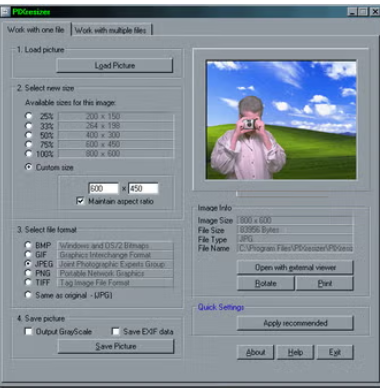 PIXresizer
Work with one file
Work with multiple files
1. Load picture
Load Picture
2. Select new size
Available sizes for this image:
25% 200 x 150
33% 264 x 198
50% 400 x 300
75% 600 x 450
100% 800 x 600
Custom size
600 x 450
Maintain aspect ratio
3. Select file format
BMP Windows and OS/2 Bitmaps
GIF Graphics Interchange Format
JPEG Joint Photographic Experts Group
PNG Portable Network Graphics
TIFF Tag Image File Format
Same as original - (JPG)
4. Save picture
Output GrayScale Save EXIF data
Save Picture
Image Info
Image Size 800 x 600
File Size 83956 Bytes
File Type JPG
File Name C:\Program Files\PIXresizer\PIXresi
Open with external viewer
Rotate Print
Quick Settings
Apply recommended
About Help Exit